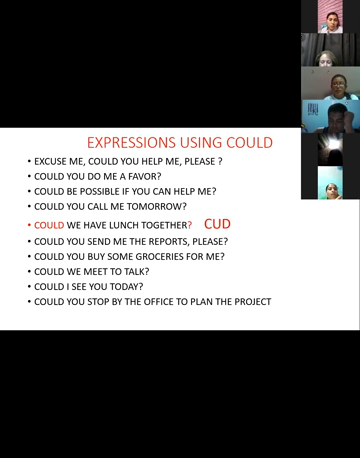 EXPRESSIONS USING COULD
• EXCUSE ME, COULD YOU HELP ME, PLEASE ?
• COULD YOU DO ME A FAVOR?
• COULD BE POSSIBLE IF YOU CAN HELP ME?
• COULD YOU CALL ME TOMORROW?
• COULD WE HAVE LUNCH TOGETHER? CUD
• COULD YOU SEND ME THE REPORTS, PLEASE?
• COULD YOU BUY SOME GROCERIES FOR ME?
• COULD WE MEET TO TALK?
• COULD I SEE YOU TODAY?
• COULD YOU STOP BY THE OFFICE TO PLAN THE PROJECT